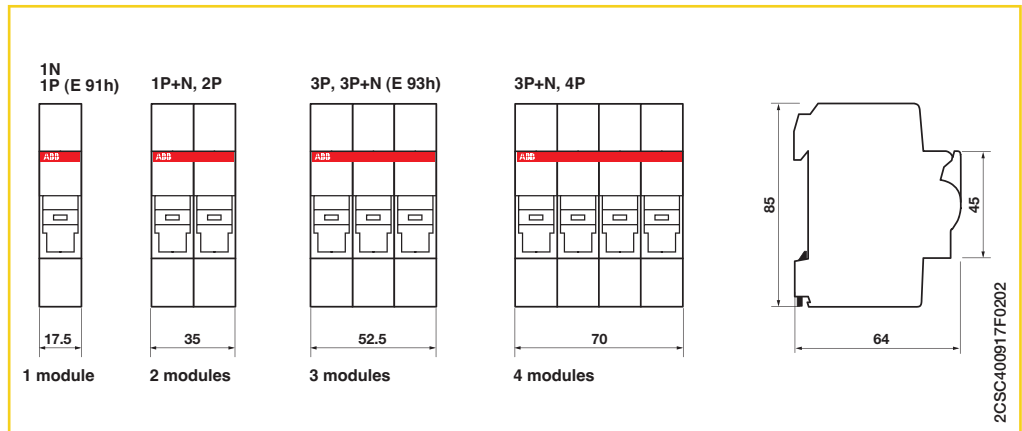 1N
1P (E 91h)
1P+N, 2P
3P, 3P+N (E 93h)
3P+N, 4P
ABB
ABB
ABB
ABB
85
45
17.5
35
52.5
70
64
1 module
2 modules
3 modules
4 modules
2CSC400917F0202